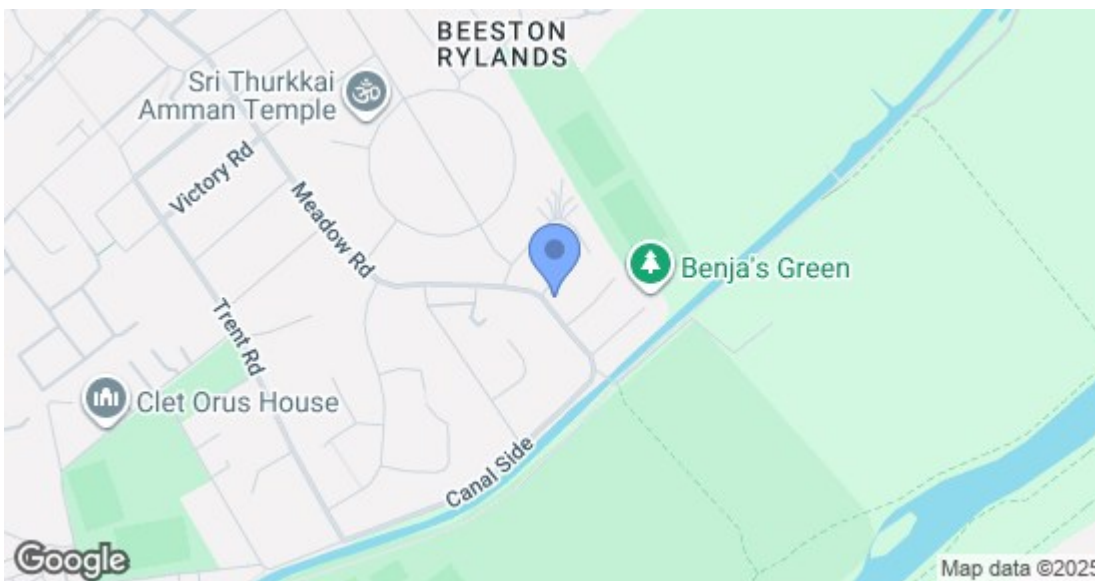 BEESTON
RYLANDS
Sri Thurkkai
Amman Temple
Victory Rd
Meadow Rd
Benja's Green
Trent Rd
Clet Orus House
Canal Side
Google
Map data ©2025